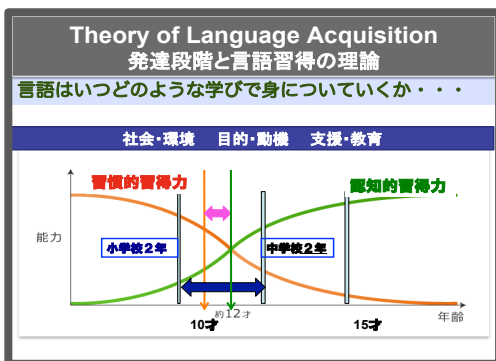 Theory of Language Acquisition
発達段階と言語習得の理論
言語はいつどのような学びで身についていくか・・・
社会・環境　目的・動機　支援・教育
習慣的習得力
認知的習得力
能力
小学校２年
中学校２年
約12才
年齢
10才
15才